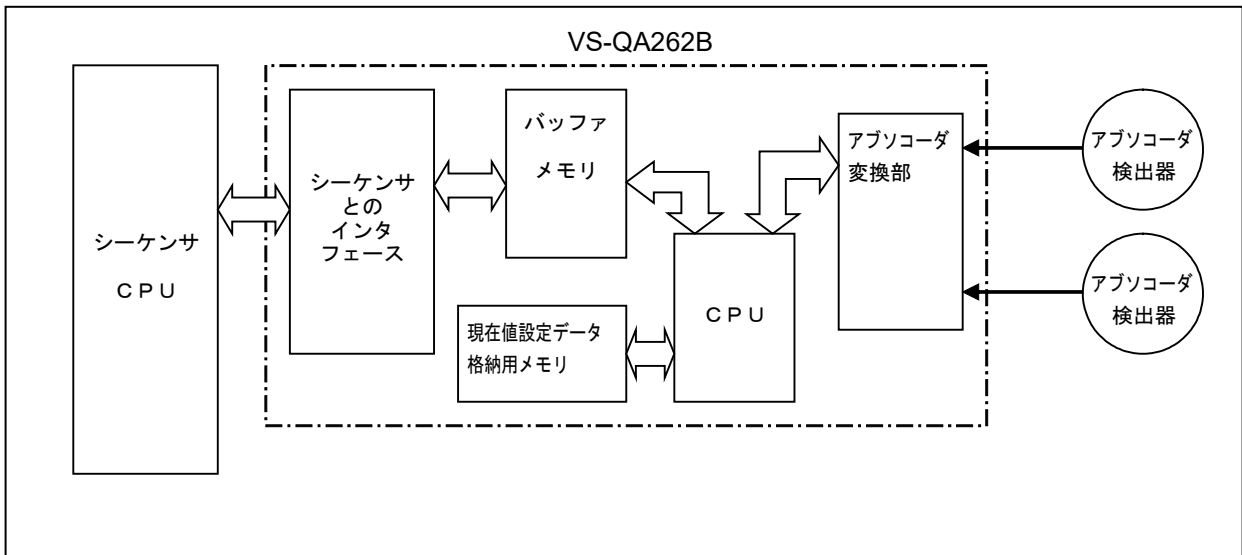 VS-QA262B
シーケンサ
ＣＰＵ
シーケンサ
との
インタ
フェース
バッファ
メモリ
現在値設定データ
格納用メモリ
ＣＰＵ
アブソコーダ
変換部
アブソコーダ
検出器
アブソコーダ
検出器